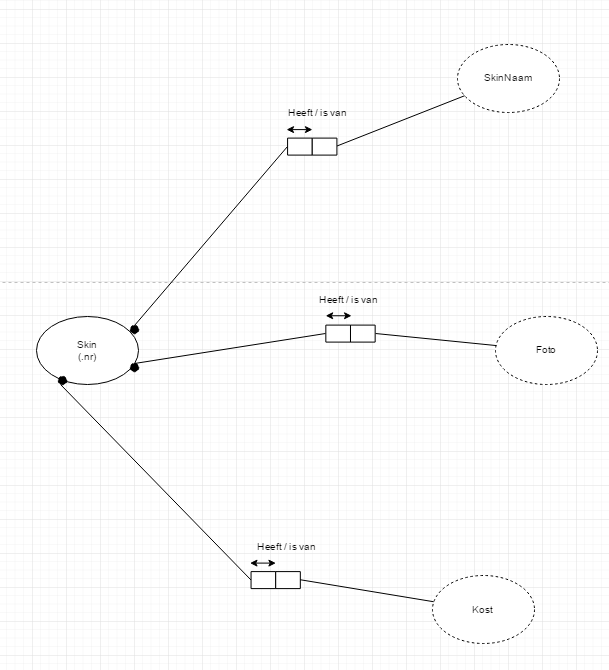 SkinNaam
Heeft / is van
Heeft / is van
Skin
(.nr)
Foto
Heeft / is van
Kost